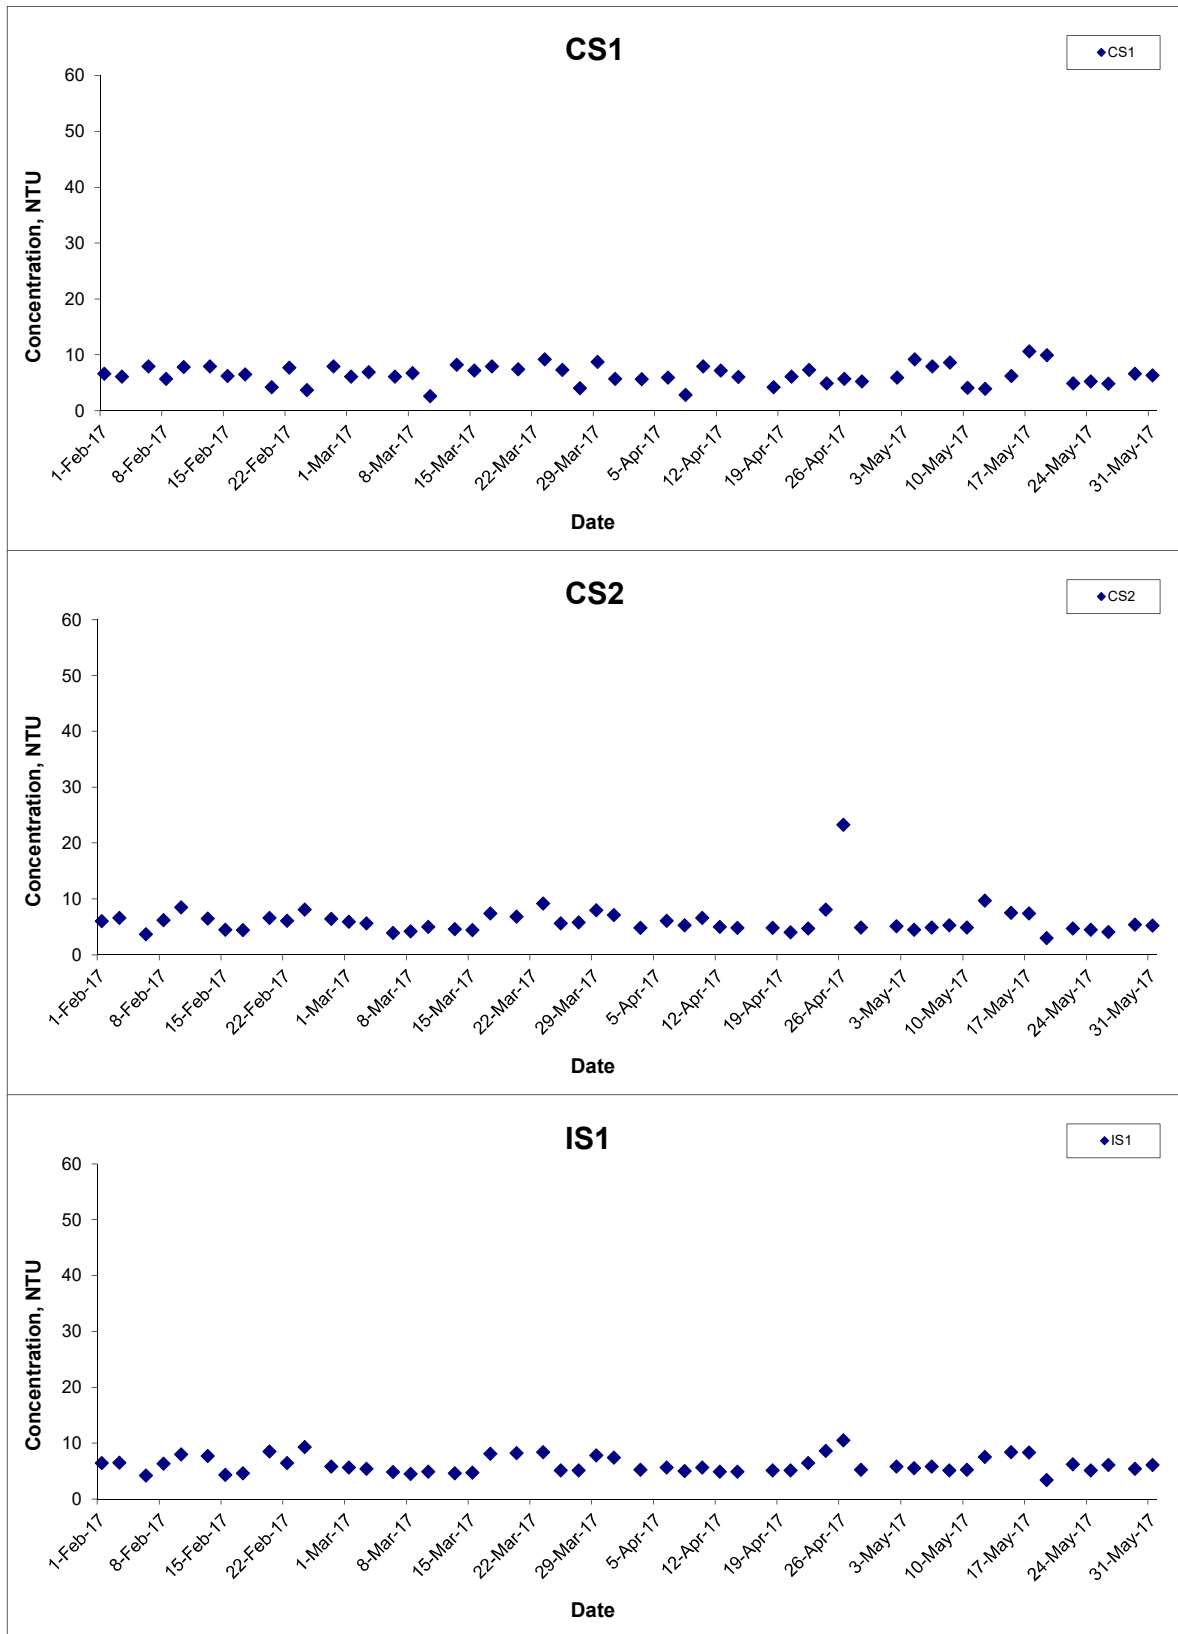 CS1
CS1
60
50
40
30
20
10
0
Concentration, NTU
1-Feb-17 8-Feb-17 15-Feb-17 22-Feb-17 1-Mar-17 8-Mar-17 15-Mar-17 22-Mar-17 29-Mar-17 5-Apr-17 12-Apr-17 19-Apr-17 26-Apr-17 3-May-17 10-May-17 17-May-17 24-May-17 31-May-17
Date
CS2
CS2
60
50
40
30
20
10
0
Concentration, NTU
1-Feb-17 8-Feb-17 15-Feb-17 22-Feb-17 1-Mar-17 8-Mar-17 15-Mar-17 22-Mar-17 29-Mar-17 5-Apr-17 12-Apr-17 19-Apr-17 26-Apr-17 3-May-17 10-May-17 17-May-17 24-May-17 31-May-17
Date
IS1
IS1
60
50
40
30
20
10
0
Concentration, NTU
1-Feb-17 8-Feb-17 15-Feb-17 22-Feb-17 1-Mar-17 8-Mar-17 15-Mar-17 22-Mar-17 29-Mar-17 5-Apr-17 12-Apr-17 19-Apr-17 26-Apr-17 3-May-17 10-May-17 17-May-17 24-May-17 31-May-17
Date